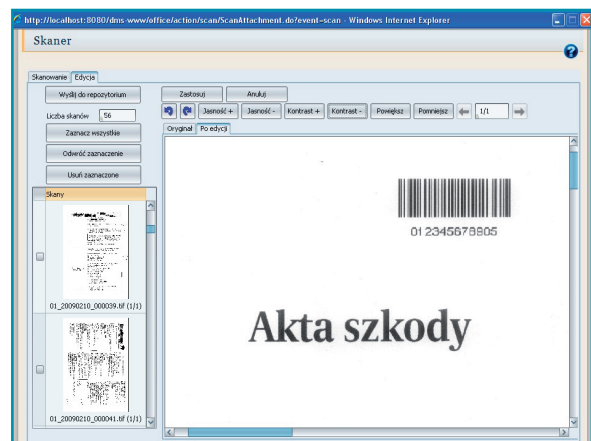 http://localhost:8080/dms-www/office/action/scan/ScanAttachment.do?event=scan - Windows Internet Explorer
Skaner
Skanowanie Edycja
Wyślij do repozytorium
Liczba skanów 56
Zaznacz wszystkie
Odwróć zaznaczenie
Usuń zaznaczone
Skany
01_20090210_000039.tif (1/1)
01_20090210_000041.tif (1/1)
Zastosuj Anuluj
Jasność + Jasność - Kontrast + Kontrast - Powiększ Pomniejsz 1/1
Oryginał Po edycji
012345678905
Akta szkody